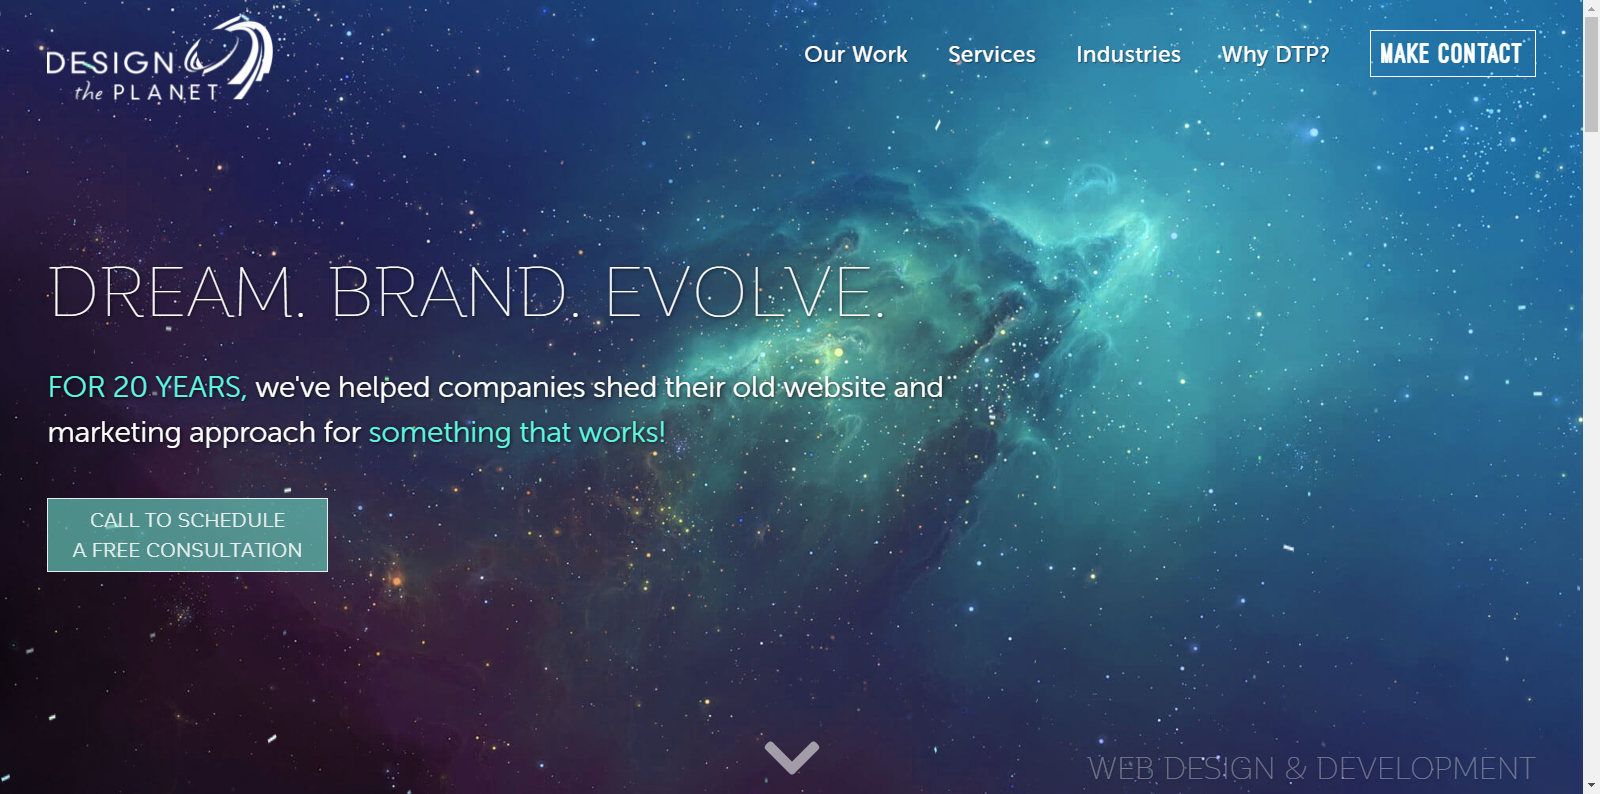 DESIGN
the PLANET
Our Work
Services
Industries
Why DTP?
MAKE CONTACT
DREAM. BRAND. EVOLVE.
FOR 20 YEARS, we've helped companies shed their old website and
marketing approach for something that works!
CALL TO SCHEDULE
A FREE CONSULTATION
WEB DESIGN & DEVELOPMENT